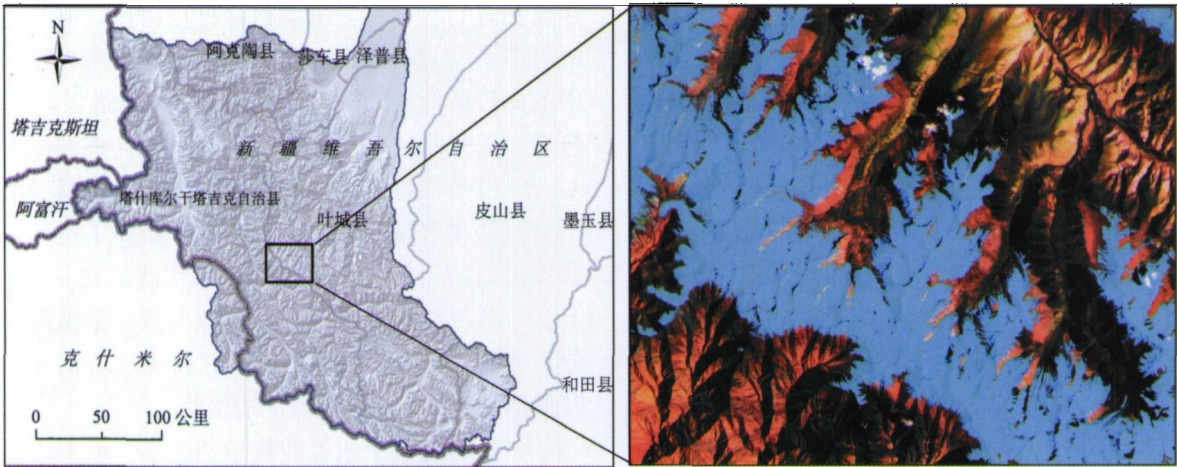 N
阿克陶县
莎车县
泽普县
塔吉克斯坦
新疆维吾尔自治区
塔什库尔干塔吉克自治县
阿富汗
叶城县
皮山县
墨玉县
克什米尔
和田县
0 50 100 公里